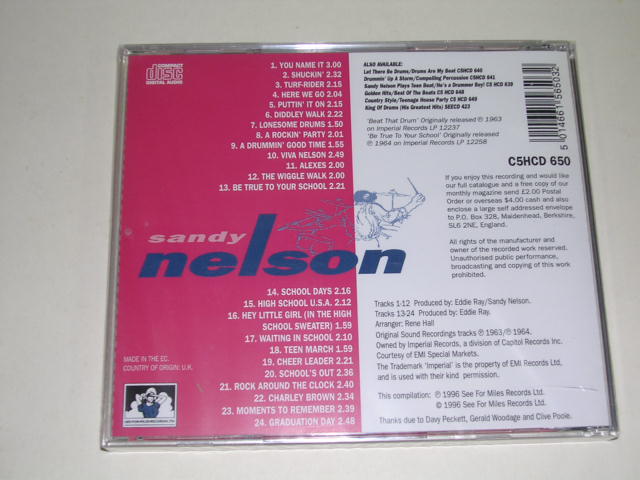 COMPACT
disc
DIGITAL AUDIO
1. YOU NAME IT 3.00
2. SHUCKIN' 2.32
3. TURF-RIDER 2.15
4. HERE WE GO 2.04
5. PUTTIN' IT ON 2.15
6. DIDDLEY WALK 2.22
7. LONESOME DRUMS 1.50
8. A ROCKIN' PARTY 2.01
9. A DRUMMIN' GOOD TIME 1.55
10. VIVA NELSON 2.49
11. ALEXES 2.00
12. THE WIGGLE WALK 2.00
13. BE TRUE TO YOUR SCHOOL 2.21
sandy
nelson
14. SCHOOL DAYS 2.16
15. HIGH SCHOOL U.S.A. 2.12
16. HEY LITTLE GIRL (IN THE HIGH
SCHOOL SWEATER) 1.59
17. WAITING IN SCHOOL 2.10
18. TEEN MARCH 1.59
19. CHEER LEADER 2.21
20. SCHOOL'S OUT 2.36
21. ROCK AROUND THE CLOCK 2.40
22. CHARLEY BROWN 2.34
23. MOMENTS TO REMEMBER 2.39
24. GRADUATION DAY 2.48
MADE IN THE EC.
COUNTRY OF ORIGIN: U.K.
ALSO AVAILABLE:
Let There Be Drums/Drums Are My Beat C5HCD 640
Drummin' Up A Storm/Compelling Percussion C5HCD 641
Sandy Nelson Plays Teen Beat/He's a Drummer Boy! C5 HCD 639
Golden Hits/Best Of The Beats C5 HCD 648
Country Style/Teenage House Party C5 HCD 649
King Of Drums (His Greatest Hits) SEECD 423
'Beat That Drum' Originally released ℗ 1963
on Imperial Records LP 12237
'Be True To Your School' Originally released
℗ 1964 on Imperial Records LP 12258
5 014661 565032
C5HCD 650
If you enjoy this recording and would like
our full catalogue and a free copy of our
monthly magazine send £2.00 Postal
Order or overseas $4.00 cash and also
enclose a large self addressed envelope
to P.O. Box 328, Maidenhead, Berkshire,
SL6 2NE, England.
All rights of the manufacturer and
owner of the recorded work reserved.
Unauthorised public performance,
broadcasting and copying of this work
prohibited.
Tracks 1-12 Produced by: Eddie Ray/Sandy Nelson.
Tracks 13-24 Produced by: Eddie Ray.
Arranger: Rene Hall
Original Sound Recordings tracks ℗ 1963/℗ 1964.
Owned by Imperial Records, a division of Capitol Records Inc.
Courtesy of EMI Special Markets.
The Trademark 'Imperial' is the property of EMI Records Ltd.
and is used with their kind permission.
This compilation: ℗ 1996 See For Miles Records Ltd.
© 1996 See For Miles Records Ltd.
Thanks due to Davy Peckett, Gerald Woodage and Clive Poole.